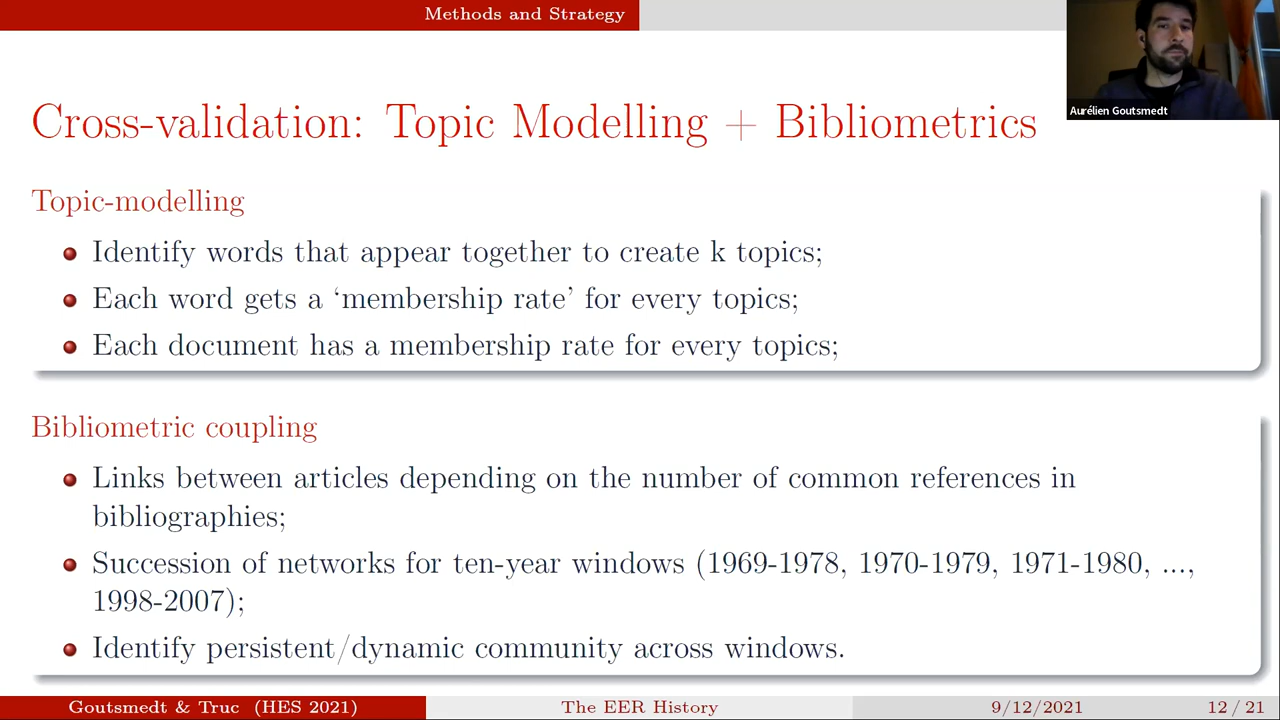 Methods and Strategy
Aurélien Goutsmedt
Cross-validation: Topic Modelling + Bibliometrics
Topic-modelling
Identify words that appear together to create k topics;
Each word gets a ‘membership rate’ for every topics;
Each document has a membership rate for every topics;
Bibliometric coupling
Links between articles depending on the number of common references in
bibliographies;
Succession of networks for ten-year windows (1969-1978, 1970-1979, 1971-1980, ...,
1998-2007);
Identify persistent/dynamic community across windows.
Goutsmedt & Truc (HES 2021)
The EER History
9/12/2021
12 / 21